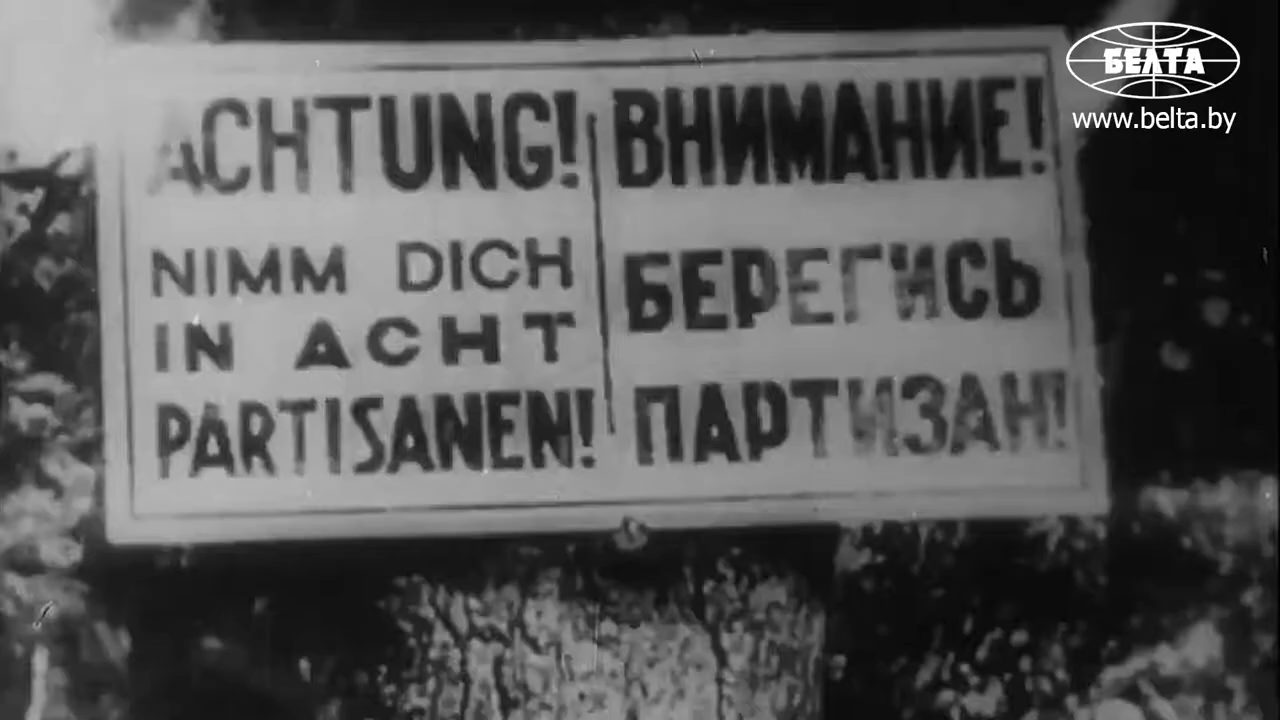 ACHTUNG!
NIMM DICH
IN ACHT
PARTISANEN!
ВНИМАНИЕ!
БЕРЕГИСЬ
ПАРТИЗАН!
БЕЛТА
www.belta.by